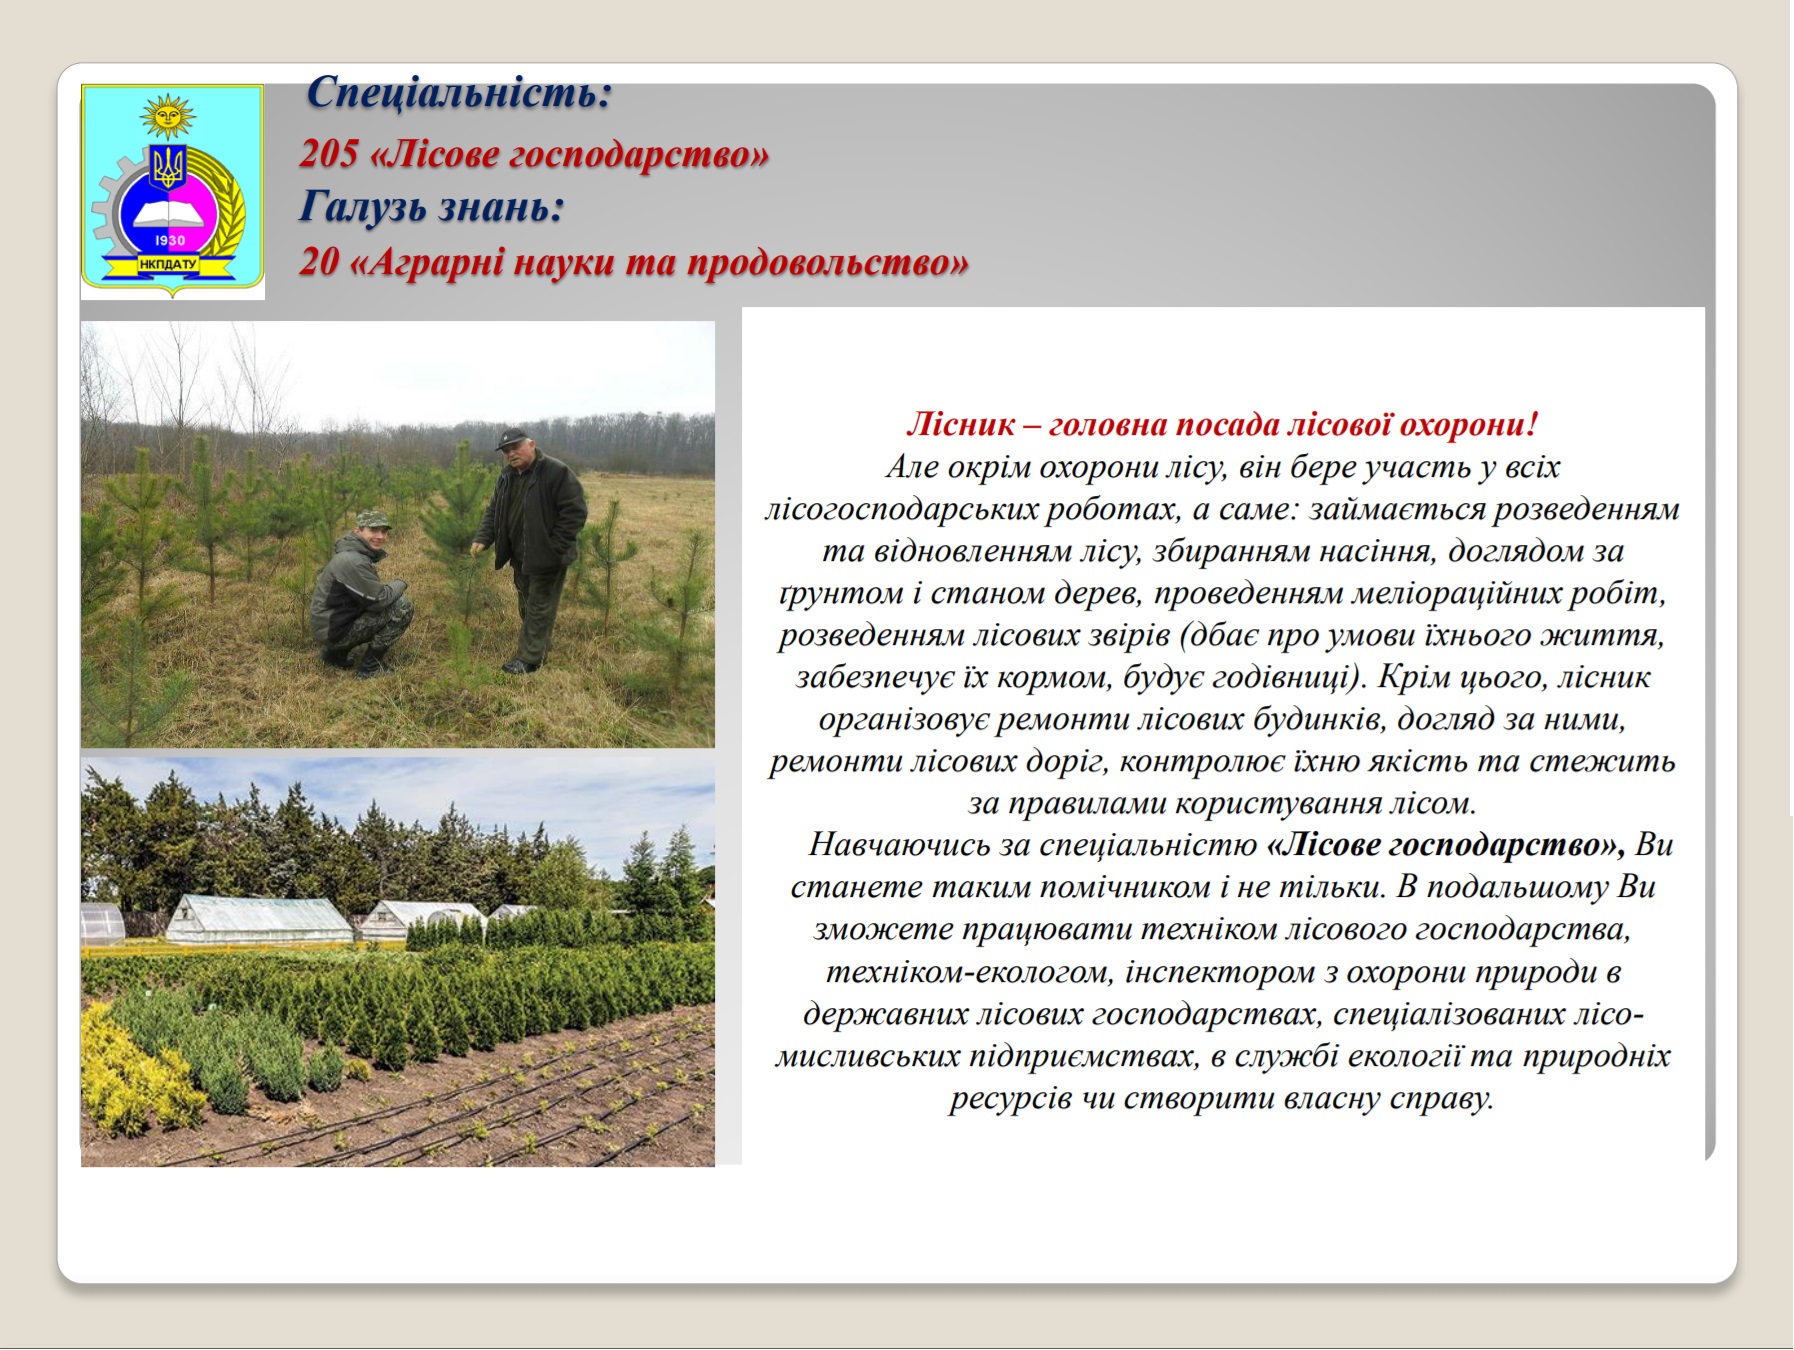 Спеціальність:
205 «Лісове господарство»
Галузь знань:
20 «Аграрні науки та продовольство»
1930
НКПДАТУ
Лісник – головна посада лісової охорони!
Але окрім охорони лісу, він бере участь у всіх
лісогосподарських роботах, а саме: займається розведенням
та відновленням лісу, збиранням насіння, доглядом за
ґрунтом і станом дерев, проведенням меліораційних робіт,
розведенням лісових звірів (дбає про умови їхнього життя,
забезпечує їх кормом, будує годівниці). Крім цього, лісник
організовує ремонти лісових будинків, догляд за ними,
ремонти лісових доріг, контролює їхню якість та стежить
за правилами користування лісом.
Навчаючись за спеціальністю «Лісове господарство», Ви
станете таким помічником і не тільки. В подальшому Ви
зможете працювати техніком лісового господарства,
техніком-екологом, інспектором з охорони природи в
державних лісових господарствах, спеціалізованих лісо-
мисливських підприємствах, в службі екології та природніх
ресурсів чи створити власну справу.